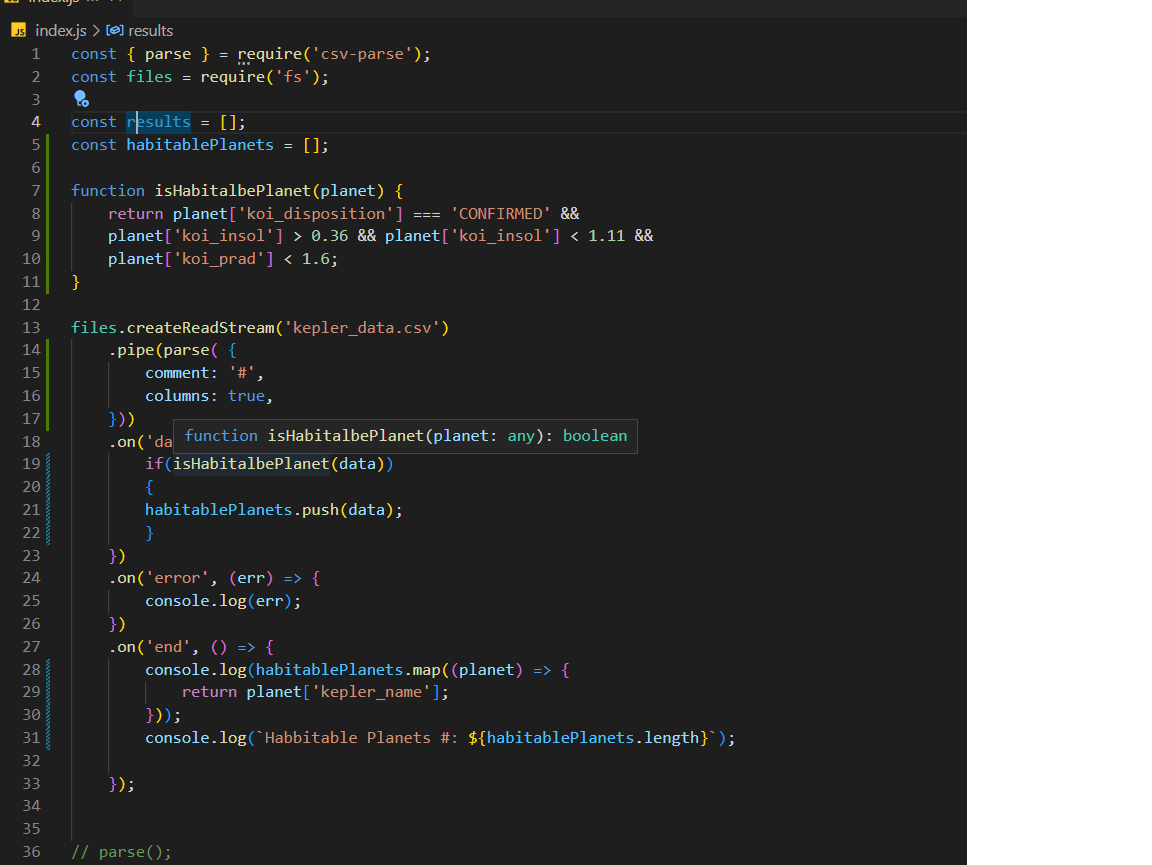 index.js
JS index.js > results
1 const { parse } = require('csv-parse');
2 const files = require('fs');
3
4 const results = [];
5 const habitablePlanets = [];
6
7 function isHabitalbePlanet(planet) {
8 return planet['koi_disposition'] === 'CONFIRMED' &&
9 planet['koi_insol'] > 0.36 && planet['koi_insol'] < 1.11 &&
10 planet['koi_prad'] < 1.6;
11 }
12
13 files.createReadStream('kepler_data.csv')
14 .pipe(parse( {
15 comment: '#',
16 columns: true,
17 }))
function isHabitalbePlanet(planet: any): boolean
18 .on('da
19 if(isHabitalbePlanet(data))
20 {
21 habitablePlanets.push(data);
22 }
23 })
24 .on('error', (err) => {
25 console.log(err);
26 })
27 .on('end', () => {
28 console.log(habitablePlanets.map((planet) => {
29 return planet['kepler_name'];
30 }));
31 console.log(`Habbitable Planets #: ${habitablePlanets.length}`);
32
33 });
34
35
36 // parse();